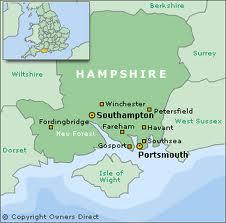 Berkshire
Surrey
HAMPSHIRE
Wiltshire
Winchester
Petersfield
Southampton
West Sussex
Fordingbridge
Fareham
Havant
New Forest
Southsea
Dorset
Gosport
Portsmouth
Isle of
Wight
Copyright Owners Direct